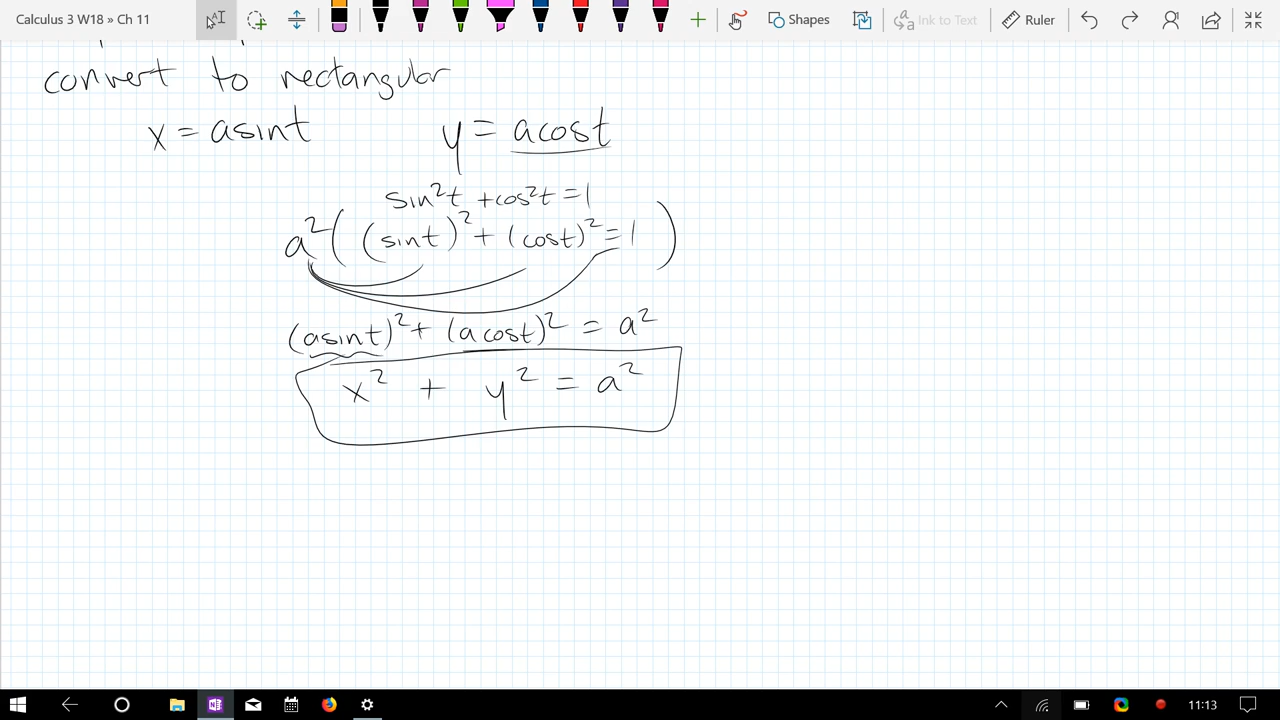 Calculus 3 W18 » Ch 11
Shapes
Ink to Text
Ruler
convert to rectangular
x = asint y = acost
sin²t + cos²t = 1
a²( (sint)² + (cost)² = 1 )
(asint)² + (acost)² = a²
x² + y² = a²
11:13